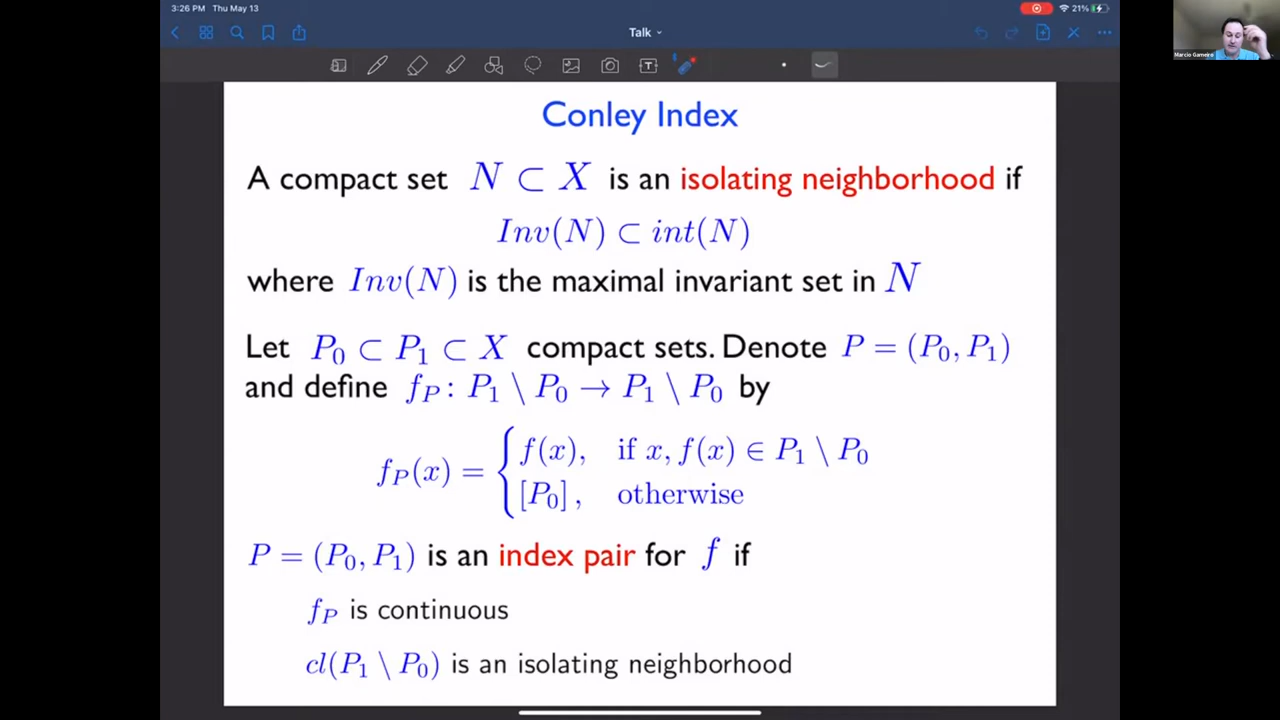 3:26 PM Thu May 13
21%
Talk
Marcio Gameiro
Conley Index
A compact set N ⊂ X is an isolating neighborhood if
Inv(N) ⊂ int(N)
where Inv(N) is the maximal invariant set in N
Let P₀ ⊂ P₁ ⊂ X compact sets. Denote P = (P₀, P₁)
and define f_P : P₁ \ P₀ → P₁ \ P₀ by
f_P(x) = { f(x), if x, f(x) ∈ P₁ \ P₀
[P₀], otherwise
P = (P₀, P₁) is an index pair for f if
f_P is continuous
cl(P₁ \ P₀) is an isolating neighborhood